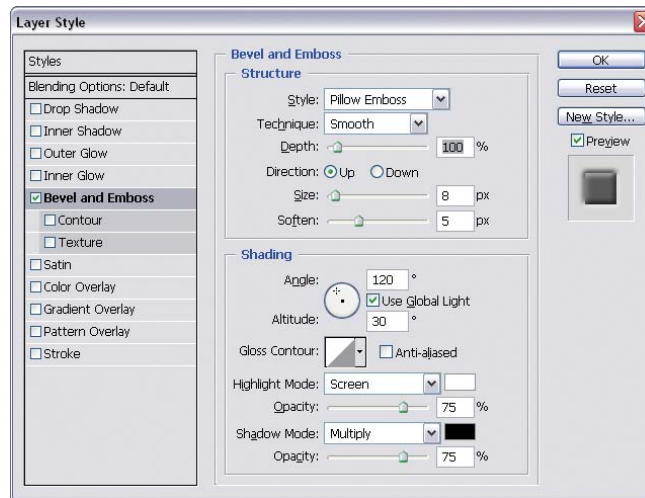 Layer Style
Styles
Blending Options: Default
Drop Shadow
Inner Shadow
Outer Glow
Inner Glow
Bevel and Emboss
Contour
Texture
Satin
Color Overlay
Gradient Overlay
Pattern Overlay
Stroke
Bevel and Emboss
Structure
Style: Pillow Emboss
Technique: Smooth
Depth: 100 %
Direction: Up Down
Size: 8 px
Soften: 5 px
Shading
Angle: 120 °
Use Global Light
Altitude: 30 °
Gloss Contour: Anti-aliased
Highlight Mode: Screen
Opacity: 75 %
Shadow Mode: Multiply
Opacity: 75 %
OK
Reset
New Style...
Preview